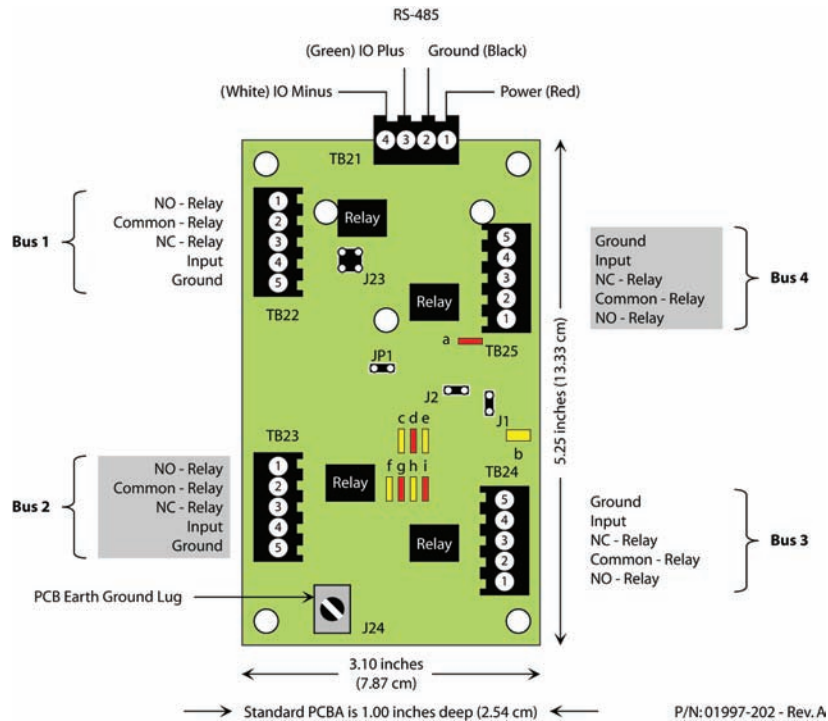 RS-485
(Green) IO Plus
Ground (Black)
(White) IO Minus
Power (Red)
4 3 2 1
TB21
Bus 1
NO - Relay
Common - Relay
NC - Relay
Input
Ground
1
2
3
4
5
TB22
Relay
J23
Relay
5
4
3
2
1
TB25
Ground
Input
NC - Relay
Common - Relay
NO - Relay
Bus 4
a
JP1
J2
J1
b
c d e
f g h i
5.25 inches (13.33 cm)
TB23
Bus 2
NO - Relay
Common - Relay
NC - Relay
Input
Ground
1
2
3
4
5
Relay
Relay
TB24
5
4
3
2
1
Ground
Input
NC - Relay
Common - Relay
NO - Relay
Bus 3
PCB Earth Ground Lug
J24
3.10 inches
(7.87 cm)
Standard PCBA is 1.00 inches deep (2.54 cm)
P/N: 01997-202 - Rev. A